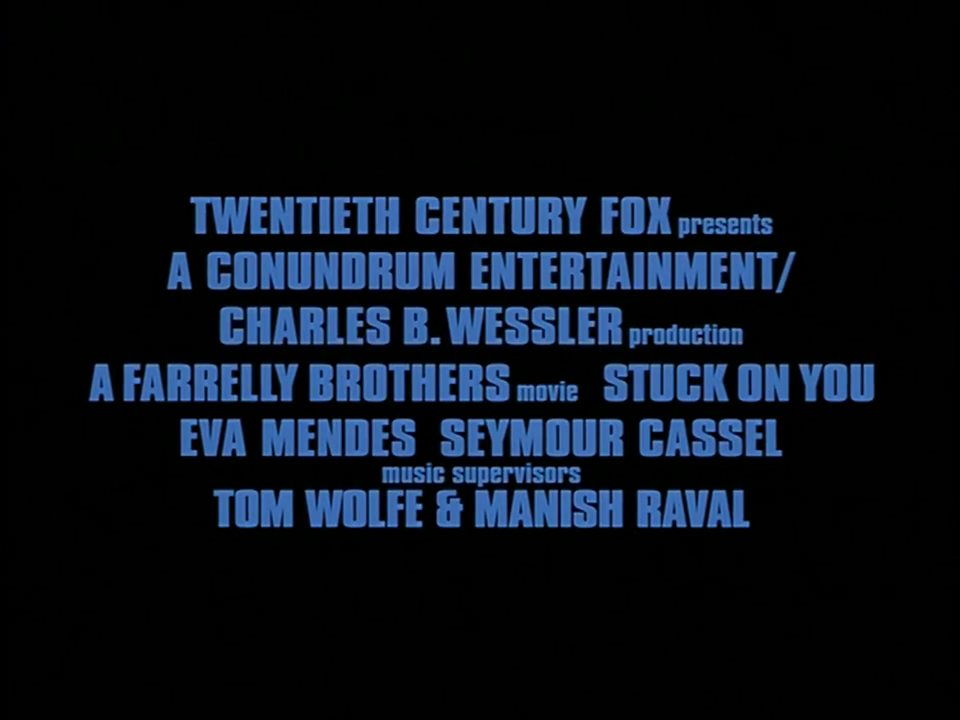 TWENTIETH CENTURY FOX presents
A CONUNDRUM ENTERTAINMENT/
CHARLES B. WESSLER production
A FARRELLY BROTHERS movie STUCK ON YOU
EVA MENDES SEYMOUR CASSEL
music supervisors
TOM WOLFE & MANISH RAVAL